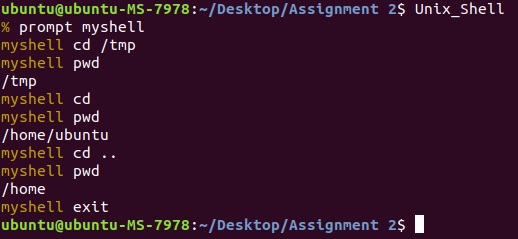 ubuntu@ubuntu-MS-7978:~/Desktop/Assignment 2$ Unix_Shell
% prompt myshell
myshell cd /tmp
myshell pwd
/tmp
myshell cd
myshell pwd
/home/ubuntu
myshell cd ..
myshell pwd
/home
myshell exit
ubuntu@ubuntu-MS-7978:~/Desktop/Assignment 2$